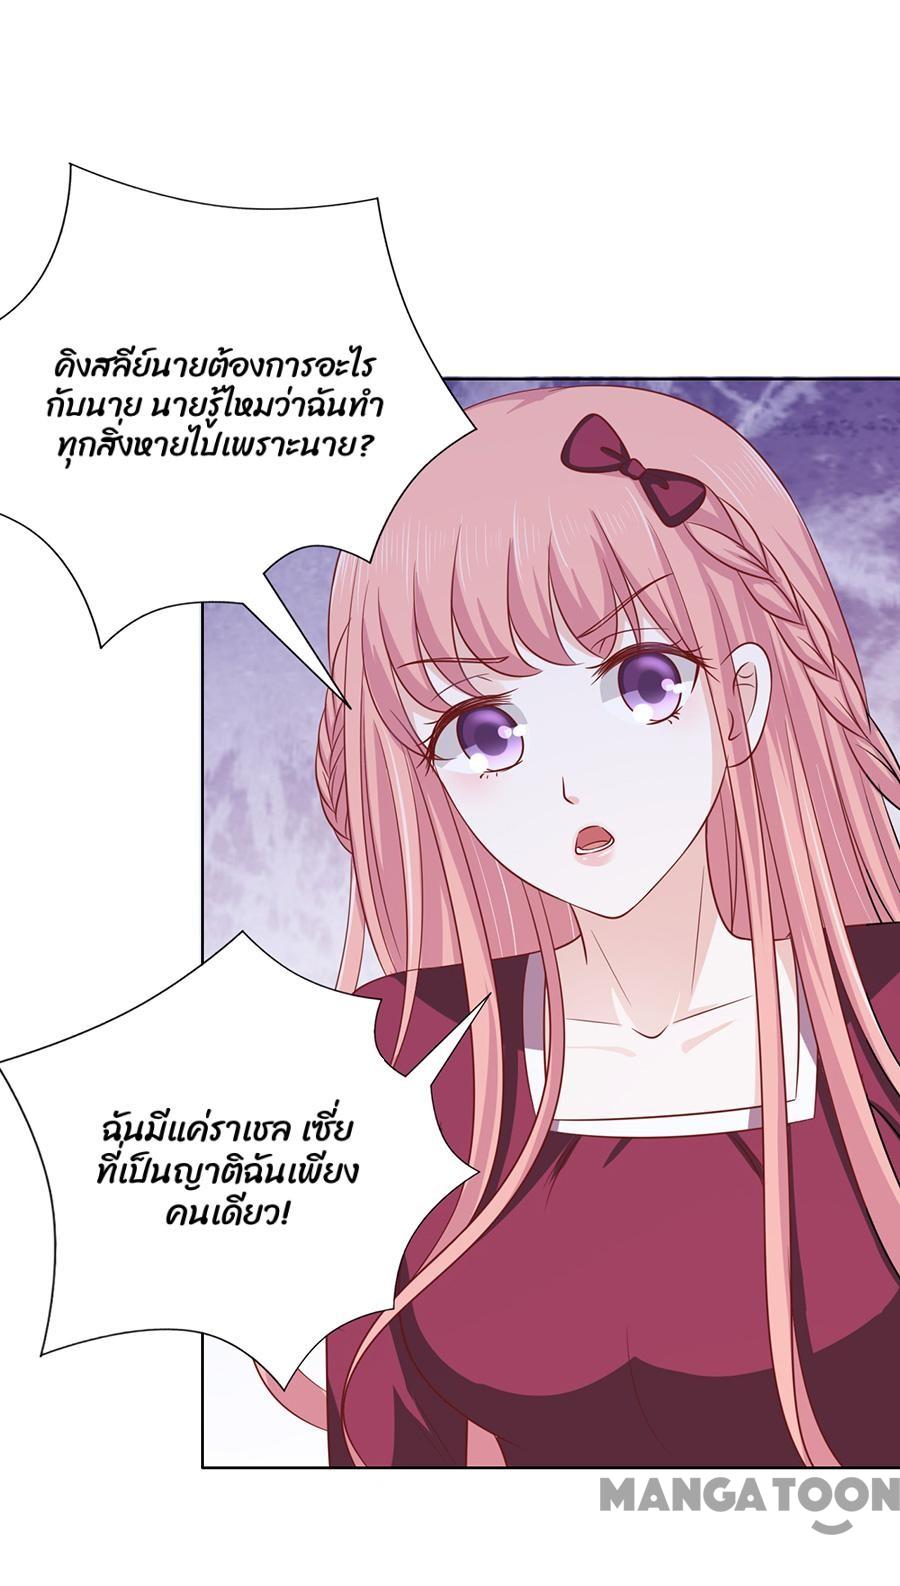 คิงสลีย์นายต้องการอะไร
กับนาย นายรู้ไหมว่าฉันทำ
ทุกสิ่งหายไปเพราะนาย?
ฉันมีแค่ราเชล เซี่ย
ที่เป็นญาติฉันเพียง
คนเดียว!
MANGATOON